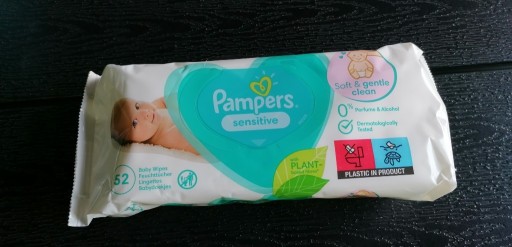 Soft & gentle
clean
Pampers.
sensitive
0% Perfume & Alcohol
Dermatologically
Tested
52
Baby Wipes
Feuchttücher
Lingettes
Babydoekjes
PLANT-
PLASTIC IN PRODUCT